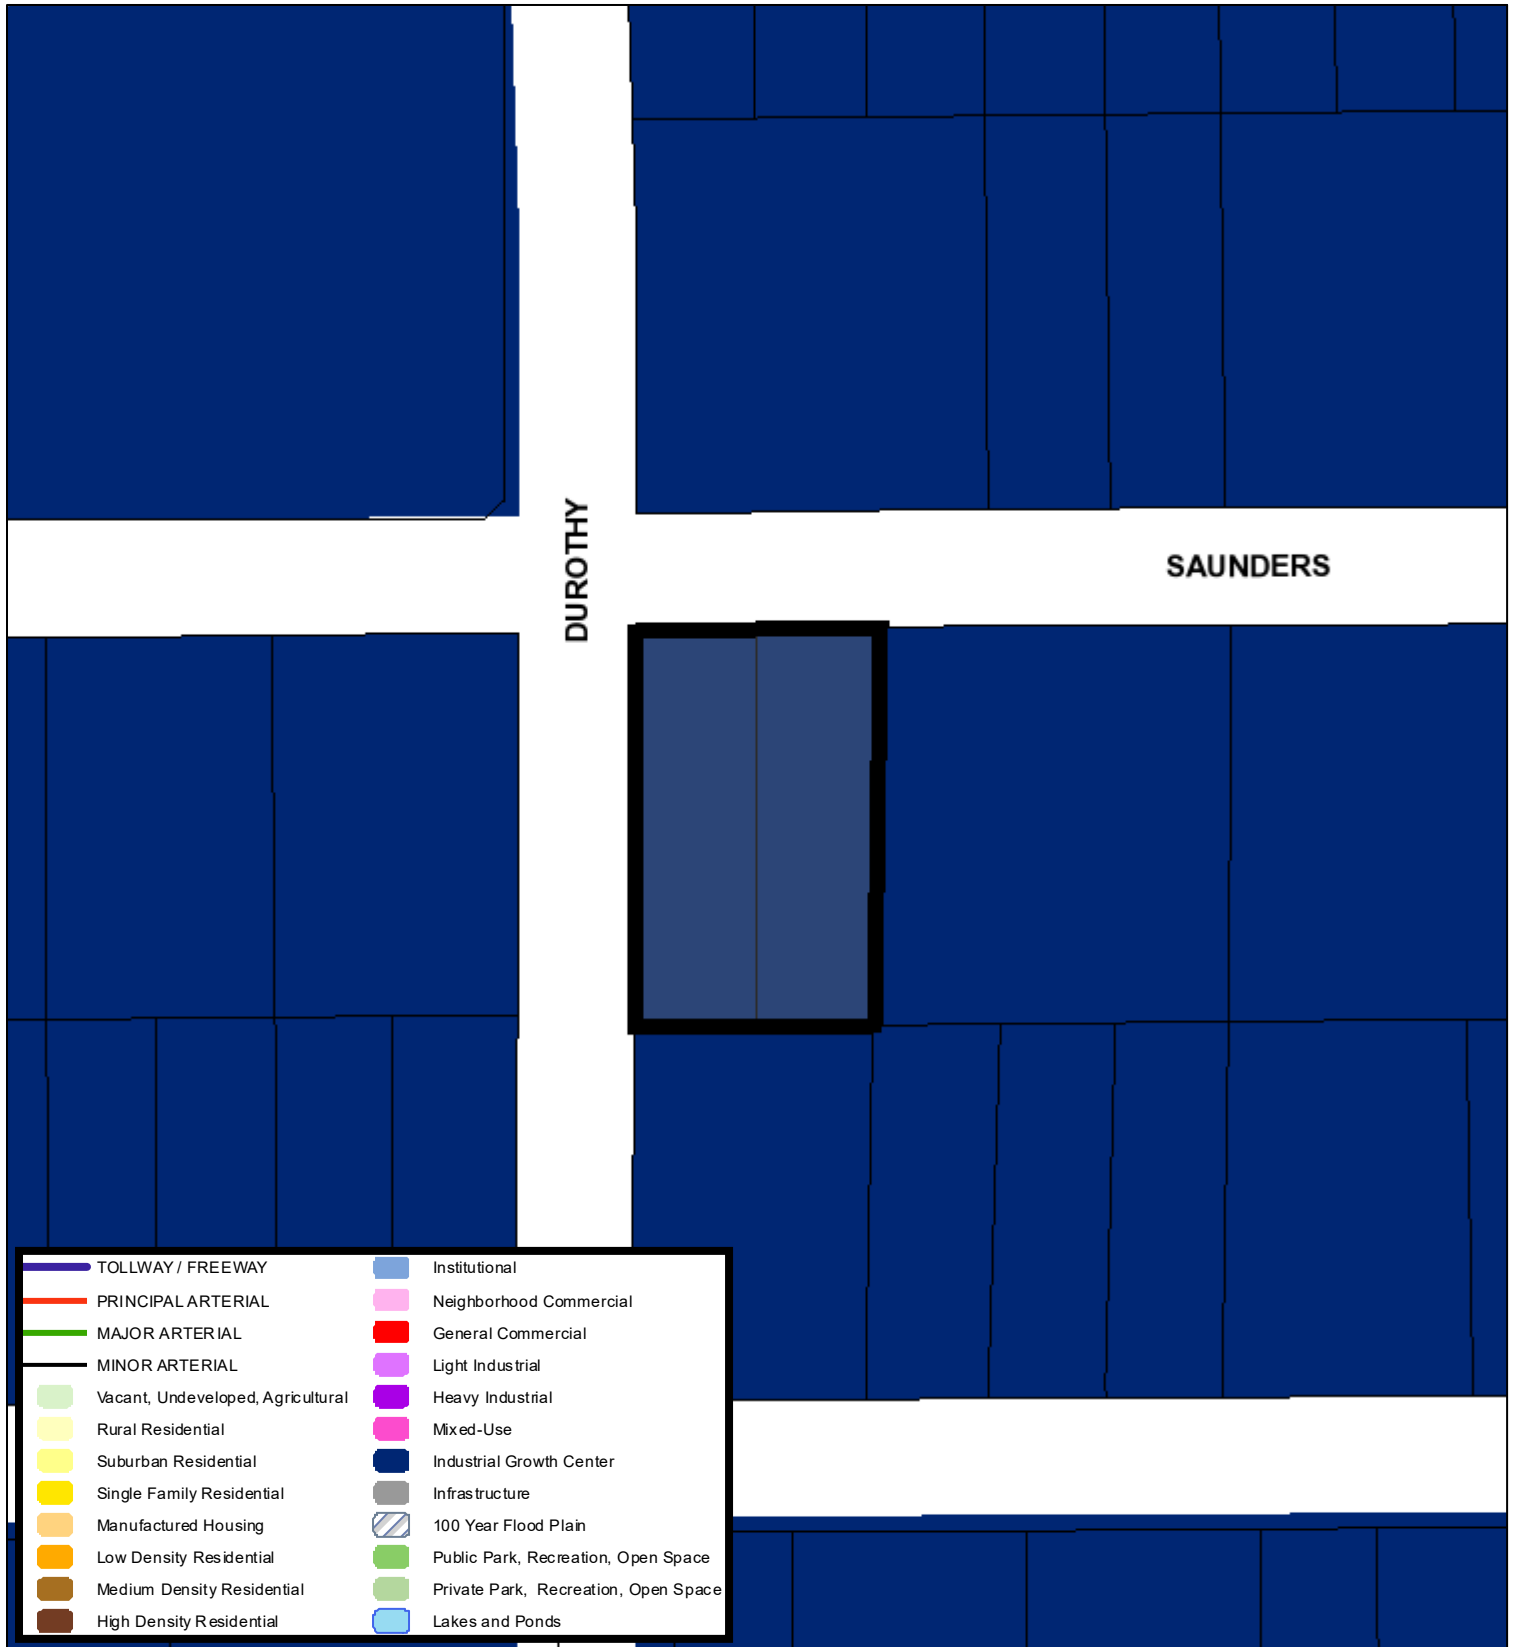 DUROTHY
SAUNDERS
TOLLWAY / FREEWAY
PRINCIPAL ARTERIAL
MAJOR ARTERIAL
MINOR ARTERIAL
Vacant, Undeveloped, Agricultural
Rural Residential
Suburban Residential
Single Family Residential
Manufactured Housing
Low Density Residential
Medium Density Residential
High Density Residential
Institutional
Neighborhood Commercial
General Commercial
Light Industrial
Heavy Industrial
Mixed-Use
Industrial Growth Center
Infrastructure
100 Year Flood Plain
Public Park, Recreation, Open Space
Private Park, Recreation, Open Space
Lakes and Ponds